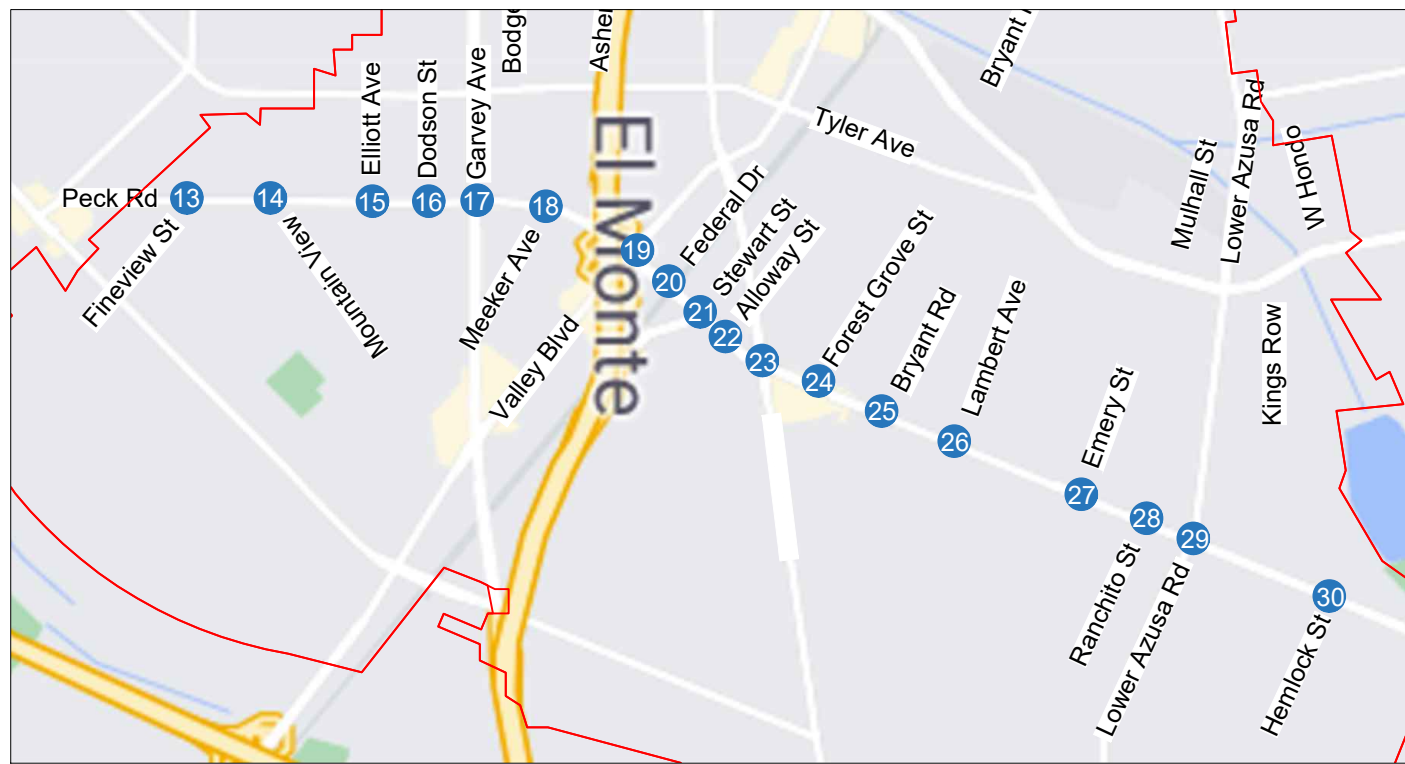 Bodge
Ashe
Bryant
Elliott Ave
Dodson St
Garvey Ave
Tyler Ave
Lower Azusa Rd
Mulhall St
W Hondo
El Monte
Peck Rd
13
14
15
16
17
18
19
20
21
22
23
24
25
26
27
28
29
30
Fineview St
Mountain View
Meeker Ave
Valley Blvd
Federal Dr
Stewart St
Alloway St
Forest Grove St
Bryant Rd
Lambert Ave
Kings Row
Emery St
Ranchito St
Lower Azusa Rd
Hemlock St